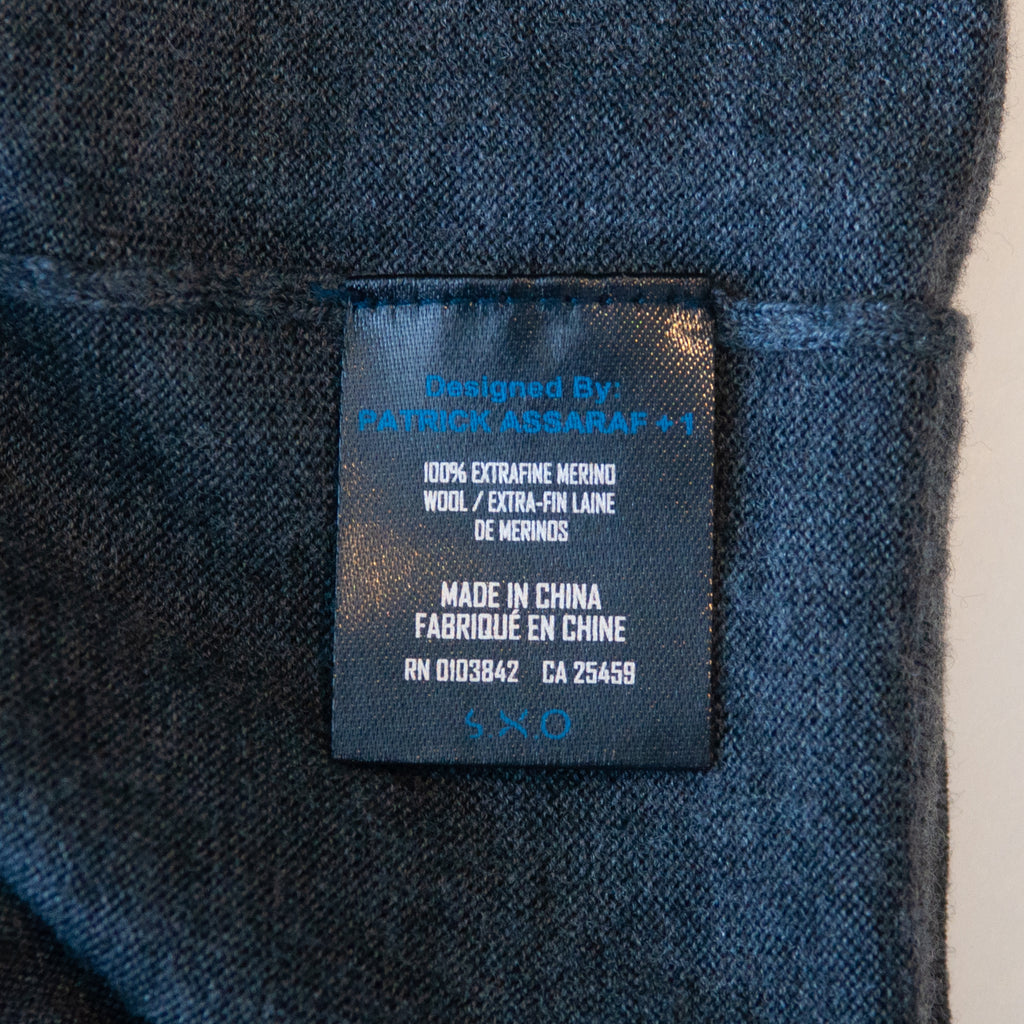 Designed By:
PATRICK ASSARAF + 1
100% EXTRAFINE MERINO
WOOL / EXTRA-FIN LAINE
DE MERINOS
MADE IN CHINA
FABRIQUÉ EN CHINE
RN 0103842 CA 25459